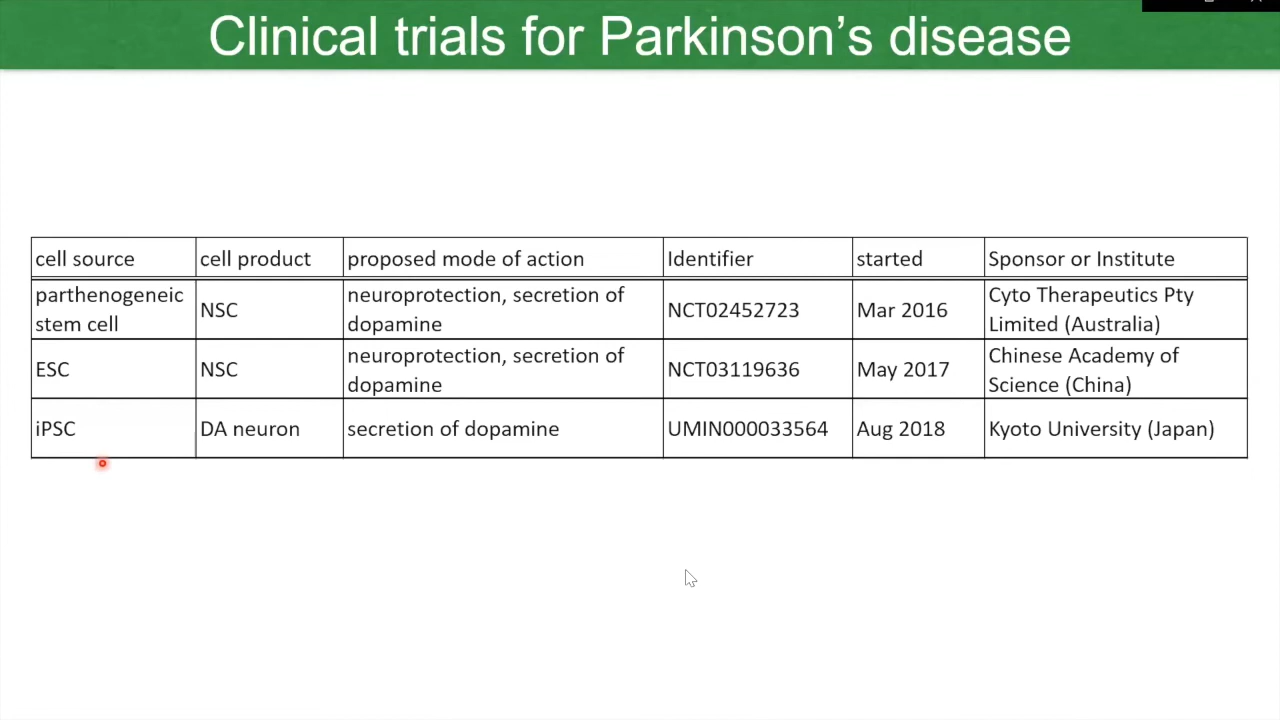 Clinical trials for Parkinson's disease
cell source cell product proposed mode of action Identifier started Sponsor or Institute
parthenogeneic stem cell NSC neuroprotection, secretion of dopamine NCT02452723 Mar 2016 Cyto Therapeutics Pty Limited (Australia)
ESC NSC neuroprotection, secretion of dopamine NCT03119636 May 2017 Chinese Academy of Science (China)
iPSC DA neuron secretion of dopamine UMIN000033564 Aug 2018 Kyoto University (Japan)